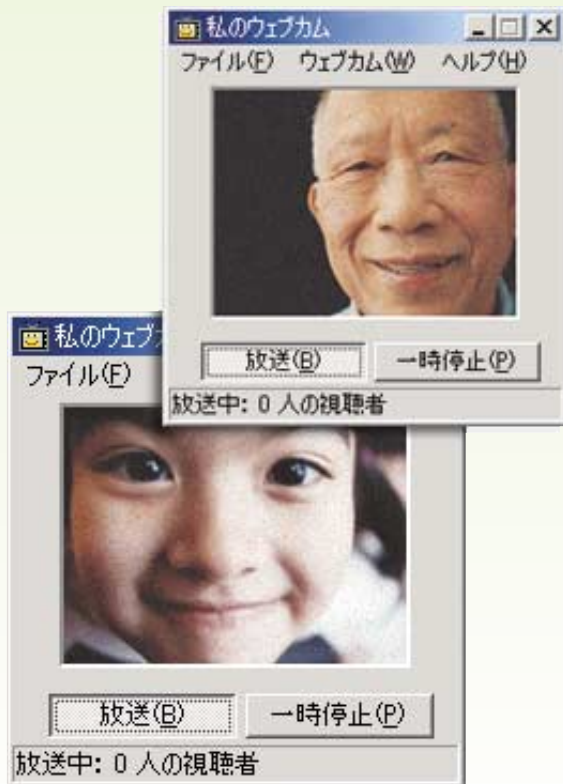 私のウェブカム
ファイル(F) ウェブカム(W) ヘルプ(H)
放送(B) 一時停止(P)
放送中: 0 人の視聴者
私のウェブ
ファイル(F)
放送(B) 一時停止(P)
放送中: 0 人の視聴者